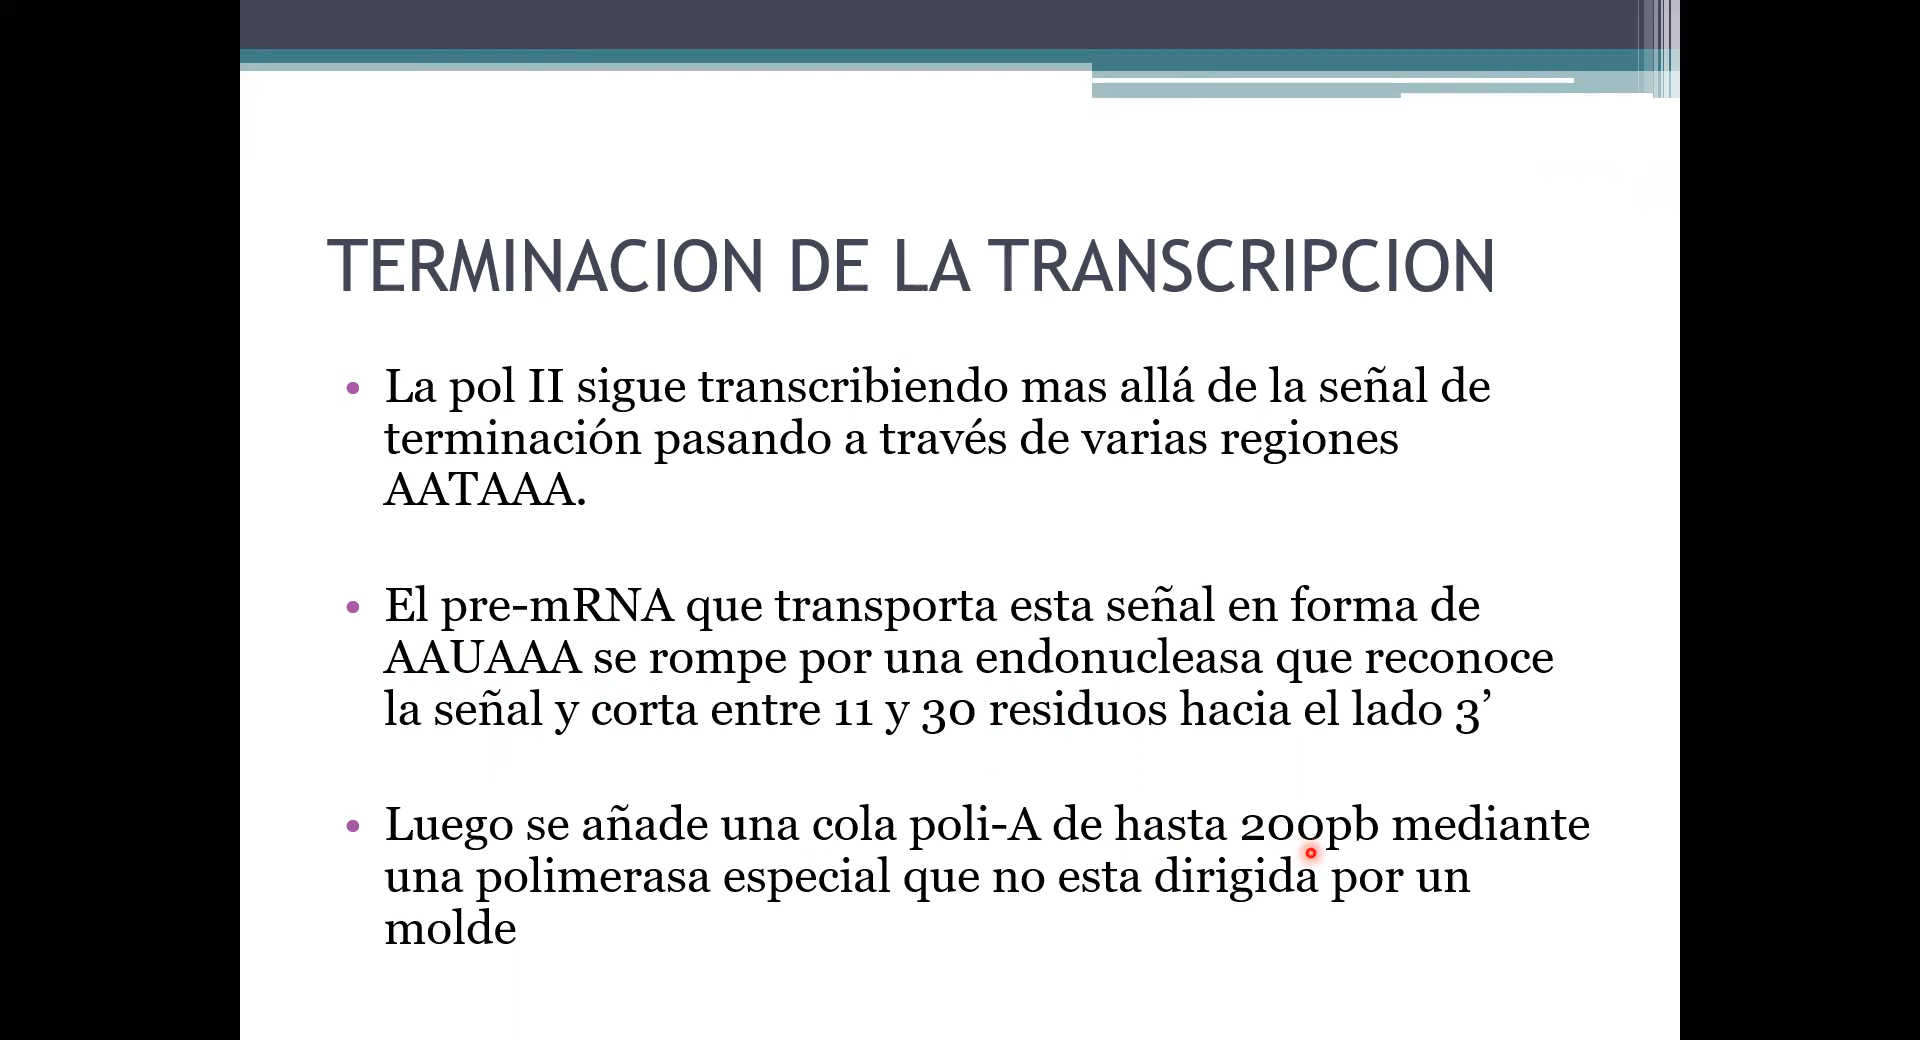 TERMINACION DE LA TRANSCRIPCION
• La pol II sigue transcribiendo mas allá de la señal de
terminación pasando a través de varias regiones
AATAAA.
• El pre-mRNA que transporta esta señal en forma de
AAUAAA se rompe por una endonucleasa que reconoce
la señal y corta entre 11 y 30 residuos hacia el lado 3’
• Luego se añade una cola poli-A de hasta 200pb mediante
una polimerasa especial que no esta dirigida por un
molde